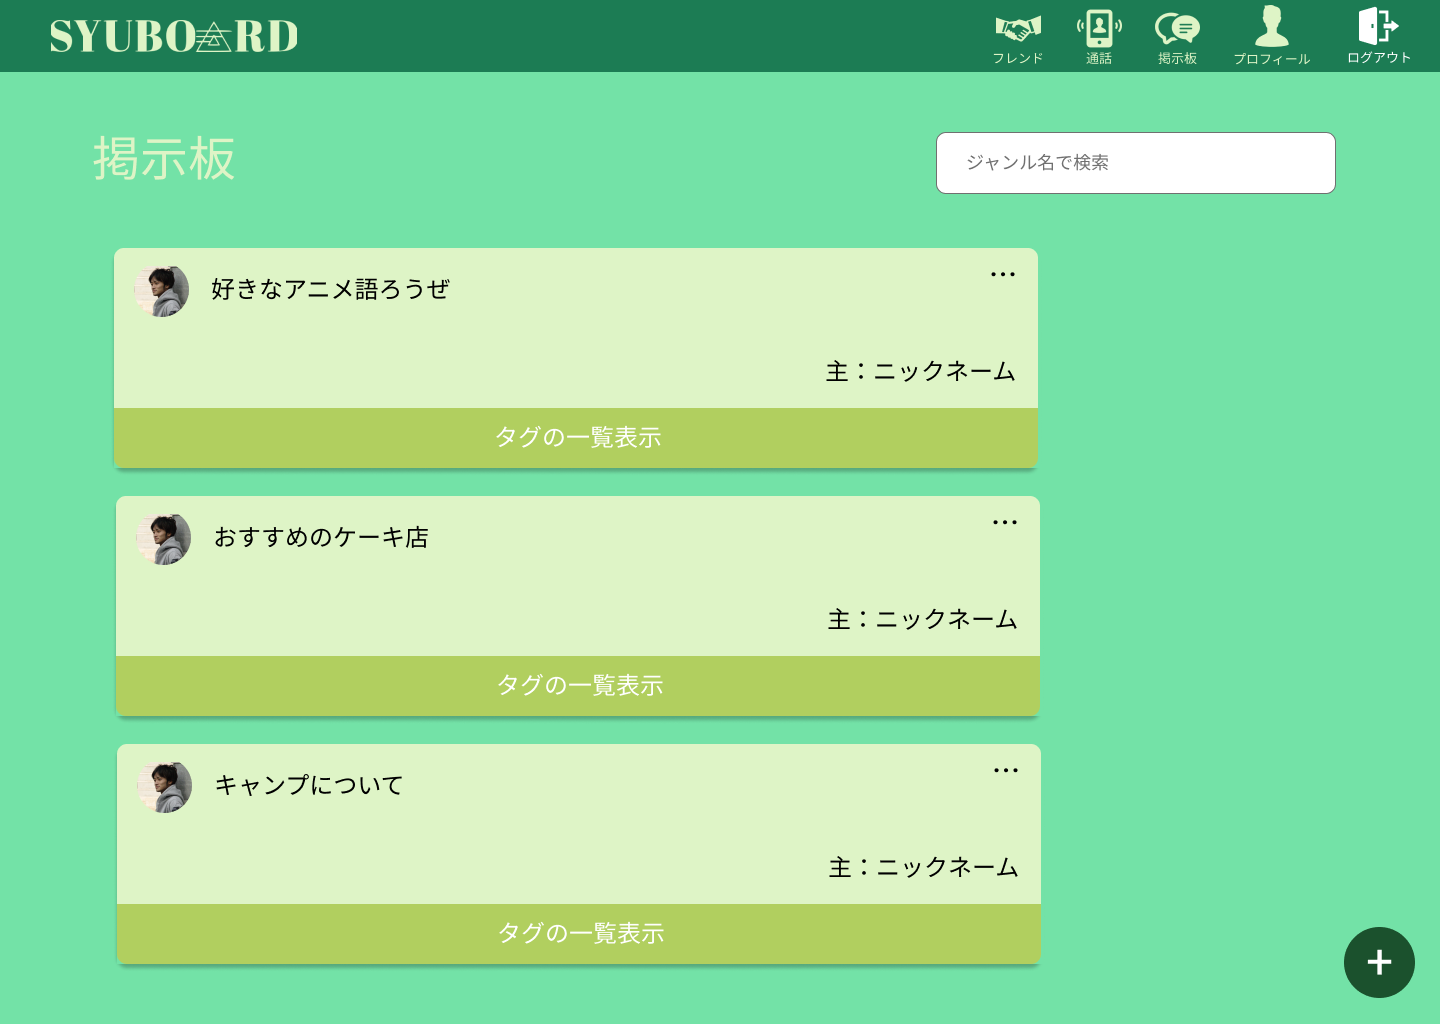 SYUBOARD
フレンド
通話
掲示板
プロフィール
ログアウト
掲示板
ジャンル名で検索
好きなアニメ語ろうぜ
…
主：ニックネーム
タグの一覧表示
おすすめのケーキ店
…
主：ニックネーム
タグの一覧表示
キャンプについて
…
主：ニックネーム
タグの一覧表示
+